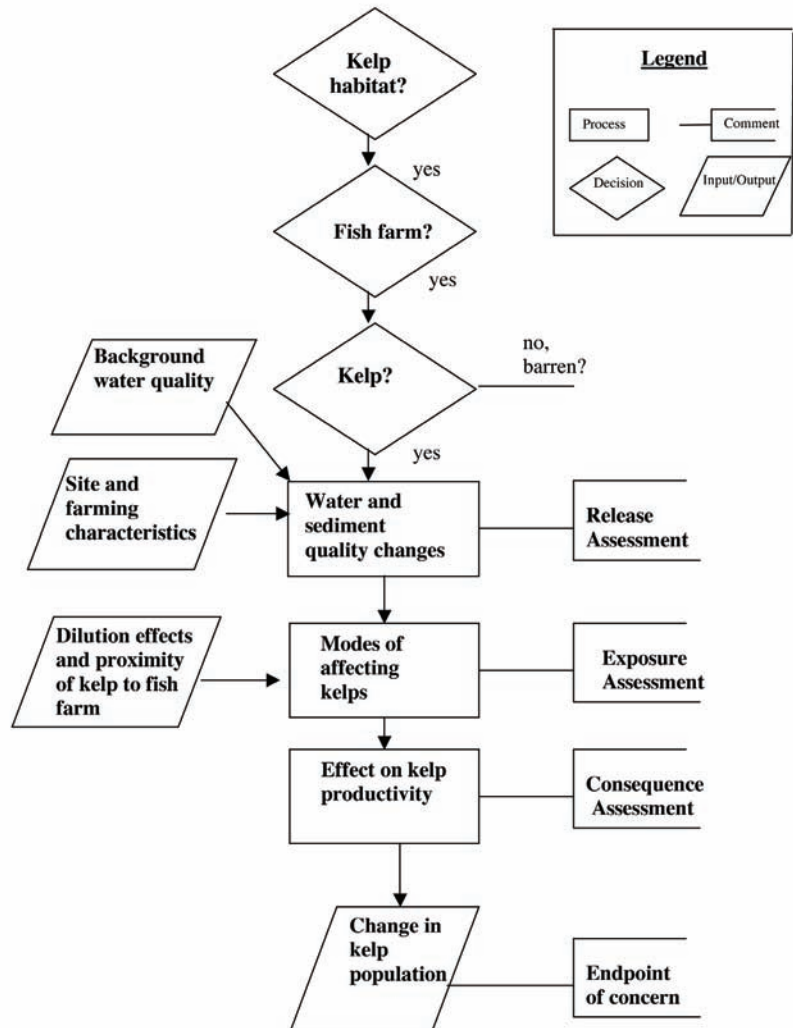 Kelp
habitat?
Legend
Process
Comment
Decision
Input/Output
yes
Fish farm?
yes
Background
water quality
Kelp?
no,
barren?
yes
Site and
farming
characteristics
Water and
sediment
quality changes
Release
Assessment
Dilution effects
and proximity
of kelp to fish
farm
Modes of
affecting
kelps
Exposure
Assessment
Effect on kelp
productivity
Consequence
Assessment
Change in
kelp
population
Endpoint
of concern